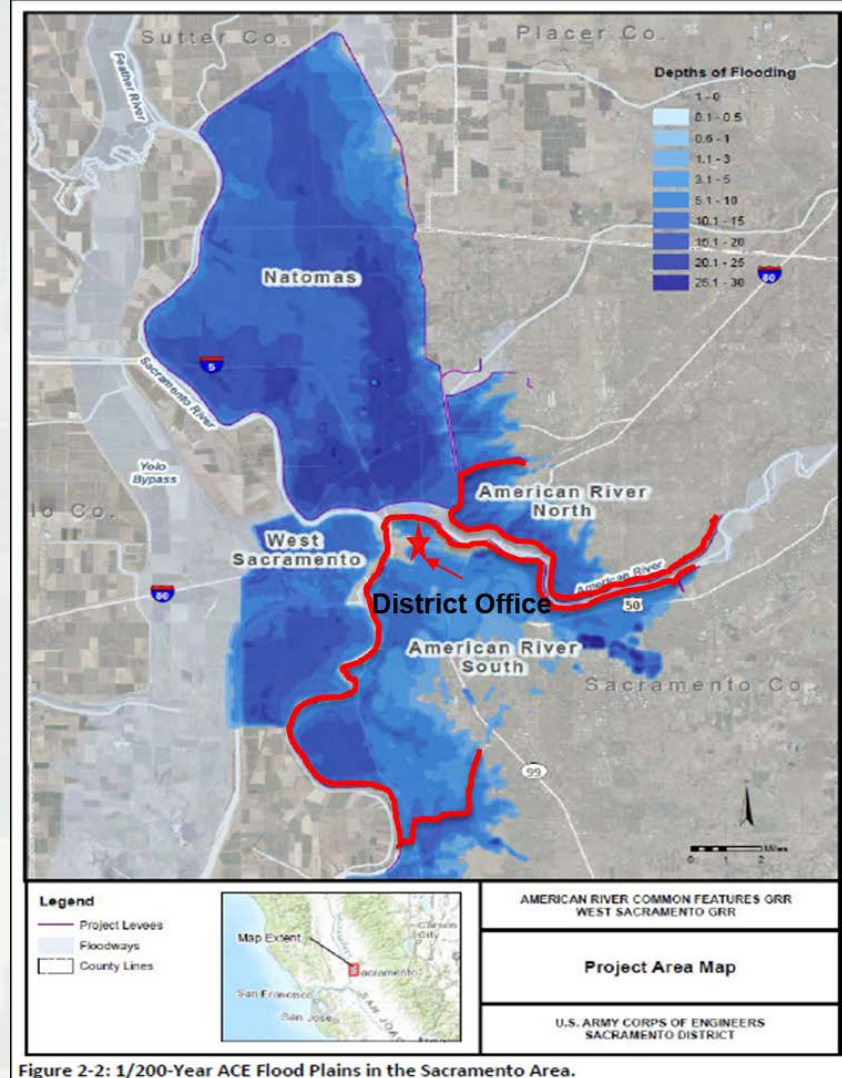 Sutter Co.
Placer Co.
Feather River
Depths of Flooding
1 - 0
0.1 - 0.5
0.6 - 1
1.1 - 3
3.1 - 5
5.1 - 10
10.1 - 15
15.1 - 20
20.1 - 25
25.1 - 30
80
Natomas
5
Sacramento River
Yolo
Bypass
lo Co.
American River
North
West
Sacramento
80
American River
50
District Office
American River
South
Sacramento Co.
99
0 1 2 Miles
Legend
Project Levees
Floodways
County Lines
Map Extent
Carson
City
Sacramento
San Francisco
San Jose
SAN JOAQ
AMERICAN RIVER COMMON FEATURES GRR
WEST SACRAMENTO GRR
Project Area Map
U.S. ARMY CORPS OF ENGINEERS
SACRAMENTO DISTRICT
Figure 2-2: 1/200-Year ACE Flood Plains in the Sacramento Area.